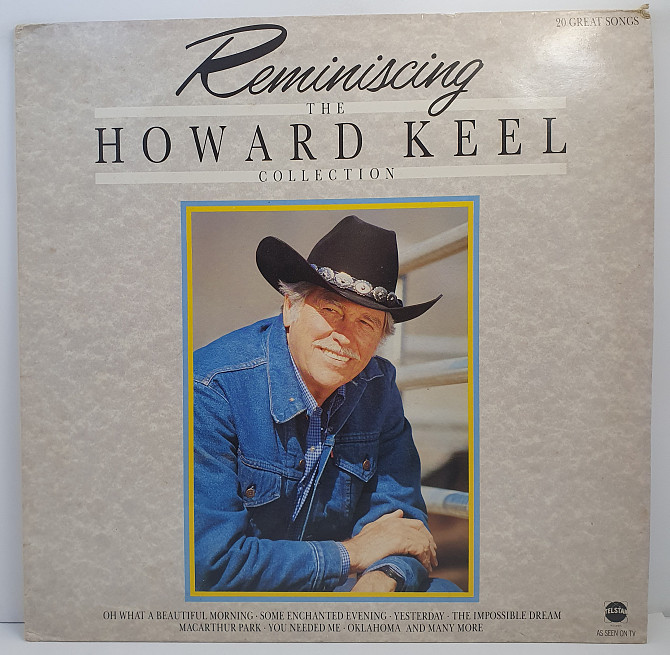 20 GREAT SONGS
Reminiscing
THE
HOWARD KEEL
COLLECTION
OH WHAT A BEAUTIFUL MORNING · SOME ENCHANTED EVENING · YESTERDAY · THE IMPOSSIBLE DREAM
MACARTHUR PARK · YOU NEEDED ME · OKLAHOMA AND MANY MORE
TELSTAR
AS SEEN ON TV